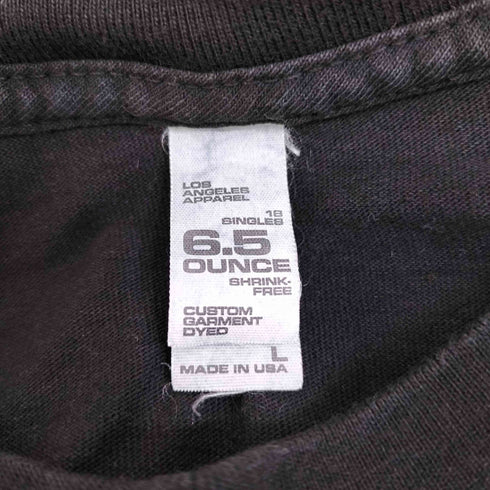 LOS
ANGELES
APPAREL
18
SINGLES
6.5
OUNCE
SHRINK-
FREE
CUSTOM
GARMENT
DYED
L
MADE IN USA